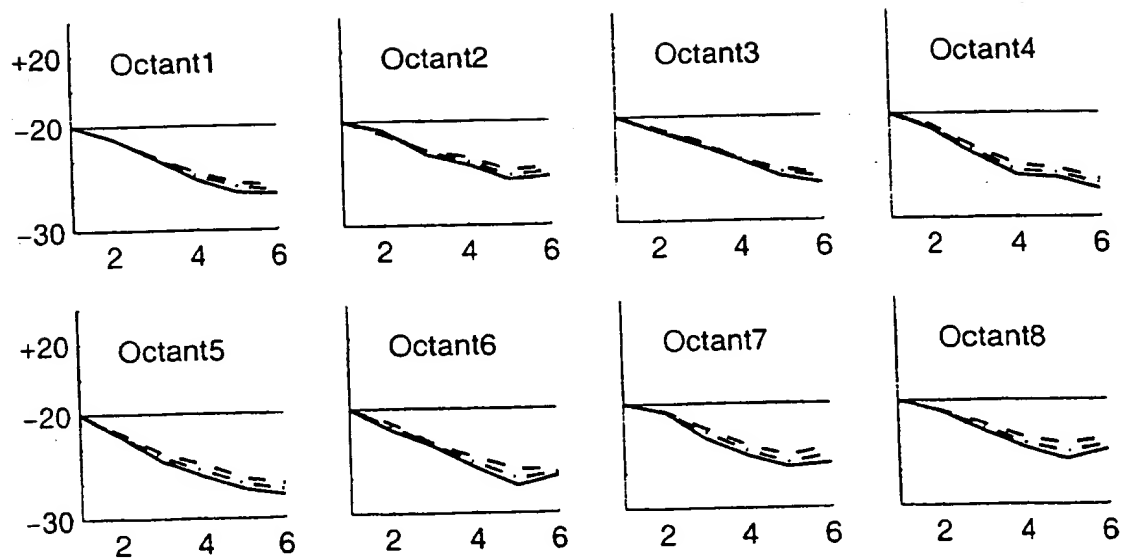 +20 Octant1 Octant2 Octant3 Octant4
−20
−30
2 4 6 2 4 6 2 4 6 2 4 6
+20 Octant5 Octant6 Octant7 Octant8
−20
−30
2 4 6 2 4 6 2 4 6 2 4 6